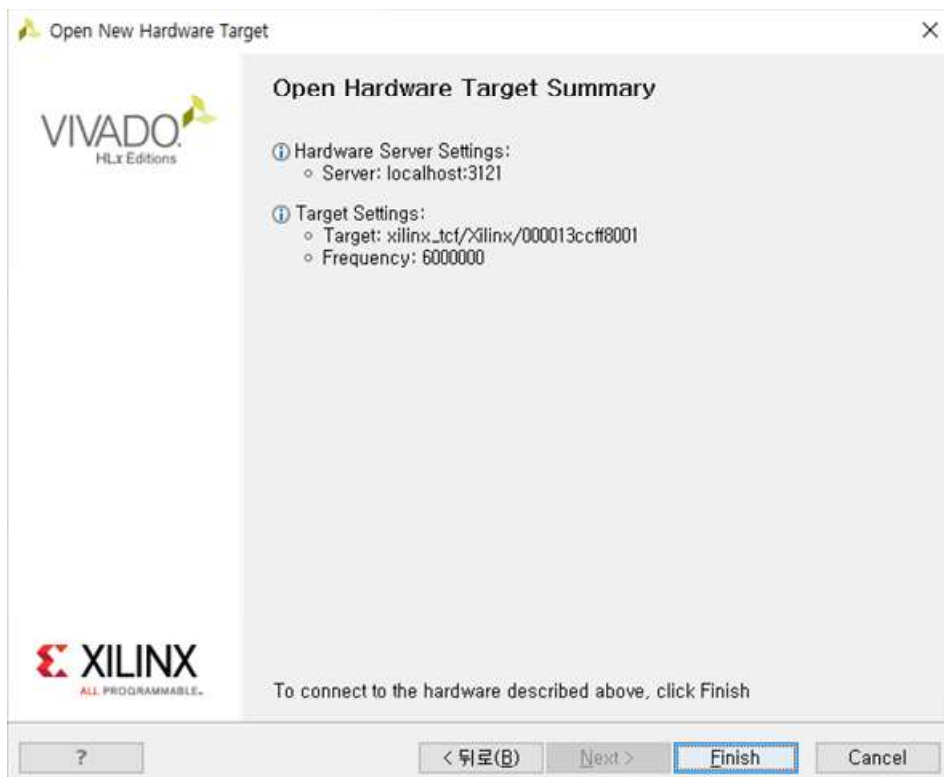 Open New Hardware Target
VIVADO.
HLx Editions
Open Hardware Target Summary
Hardware Server Settings:
Server: localhost:3121
Target Settings:
Target: xilinx_tcf/Xilinx/000013ccff8001
Frequency: 6000000
XILINX
ALL PROGRAMMABLE.
To connect to the hardware described above, click Finish
?
< 뒤로(B)
Next >
Finish
Cancel